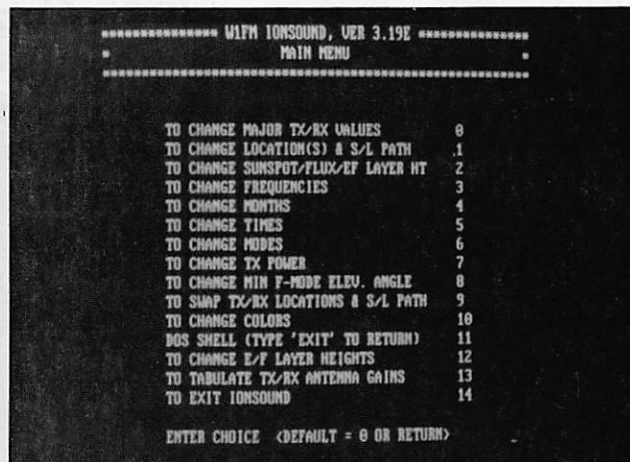 **************** W1FM IONSOUND, VER 3.19E ****************
* MAIN MENU *
TO CHANGE MAJOR TX/RX VALUES 0
TO CHANGE LOCATION(S) & S/L PATH 1
TO CHANGE SUNSPOT/FLUX/EF LAYER HT 2
TO CHANGE FREQUENCIES 3
TO CHANGE MONTHS 4
TO CHANGE TIMES 5
TO CHANGE MODES 6
TO CHANGE TX POWER 7
TO CHANGE MIN F-MODE ELEV. ANGLE 8
TO SWAP TX/RX LOCATIONS & S/L PATH 9
TO CHANGE COLORS 10
DOS SHELL (TYPE 'EXIT' TO RETURN) 11
TO CHANGE E/F LAYER HEIGHTS 12
TO TABULATE TX/RX ANTENNA GAINS 13
TO EXIT IONSOUND 14
ENTER CHOICE <DEFAULT = 0 OR RETURN>